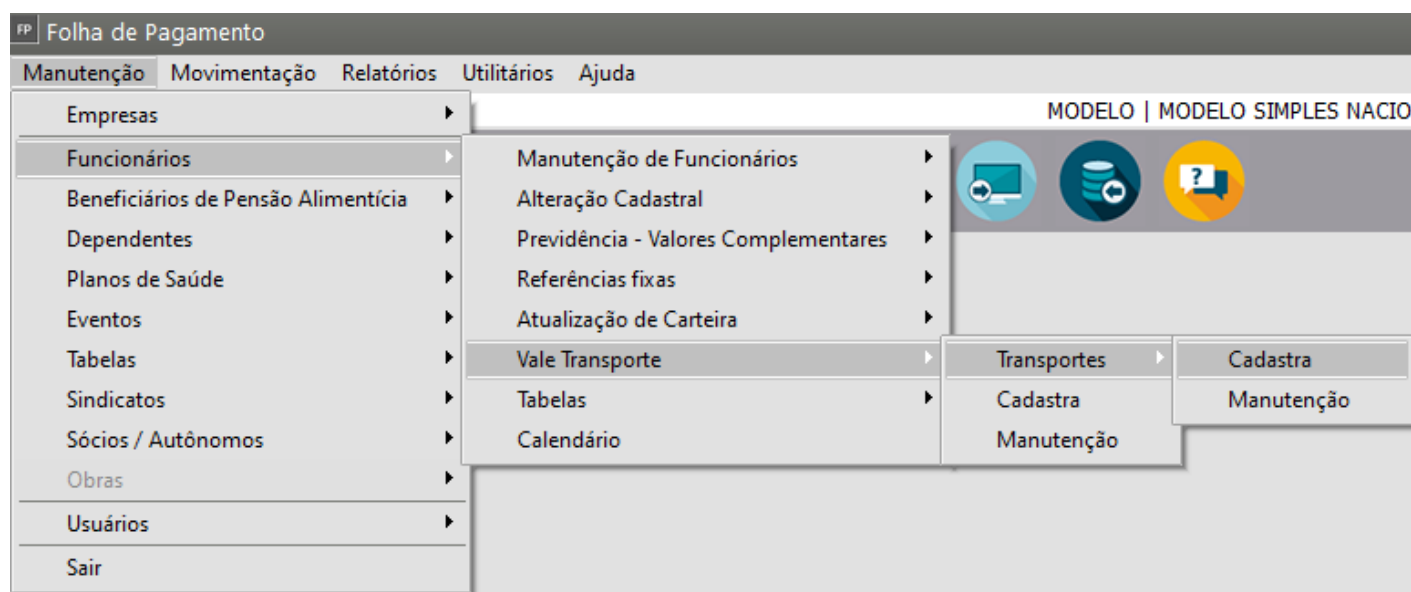 FP Folha de Pagamento
Manutenção Movimentação Relatórios Utilitários Ajuda
MODELO | MODELO SIMPLES NACIO
Empresas
Funcionários
Beneficiários de Pensão Alimentícia
Dependentes
Planos de Saúde
Eventos
Tabelas
Sindicatos
Sócios / Autônomos
Obras
Usuários
Sair
Manutenção de Funcionários
Alteração Cadastral
Previdência - Valores Complementares
Referências fixas
Atualização de Carteira
Vale Transporte
Tabelas
Calendário
Transportes
Cadastra
Manutenção
Cadastra
Manutenção
?